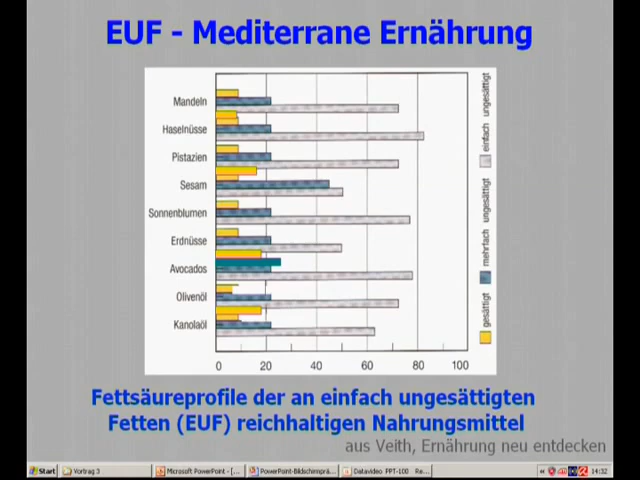 EUF - Mediterrane Ernährung
Mandeln
Haselnüsse
Pistazien
Sesam
Sonnenblumen
Erdnüsse
Avocados
Olivenöl
Kanolaöl
0 20 40 60 80 100
einfach ungesättigt
mehrfach ungesättigt
gesättigt
Fettsäureprofile der an einfach ungesättigten
Fetten (EUF) reichhaltigen Nahrungsmittel
aus Veith, Ernährung neu entdecken
Start Vortrag 3 Microsoft PowerPoint - [... PowerPoint-Bildschirmprä... Datavideo PPT-100 Re... 14:32